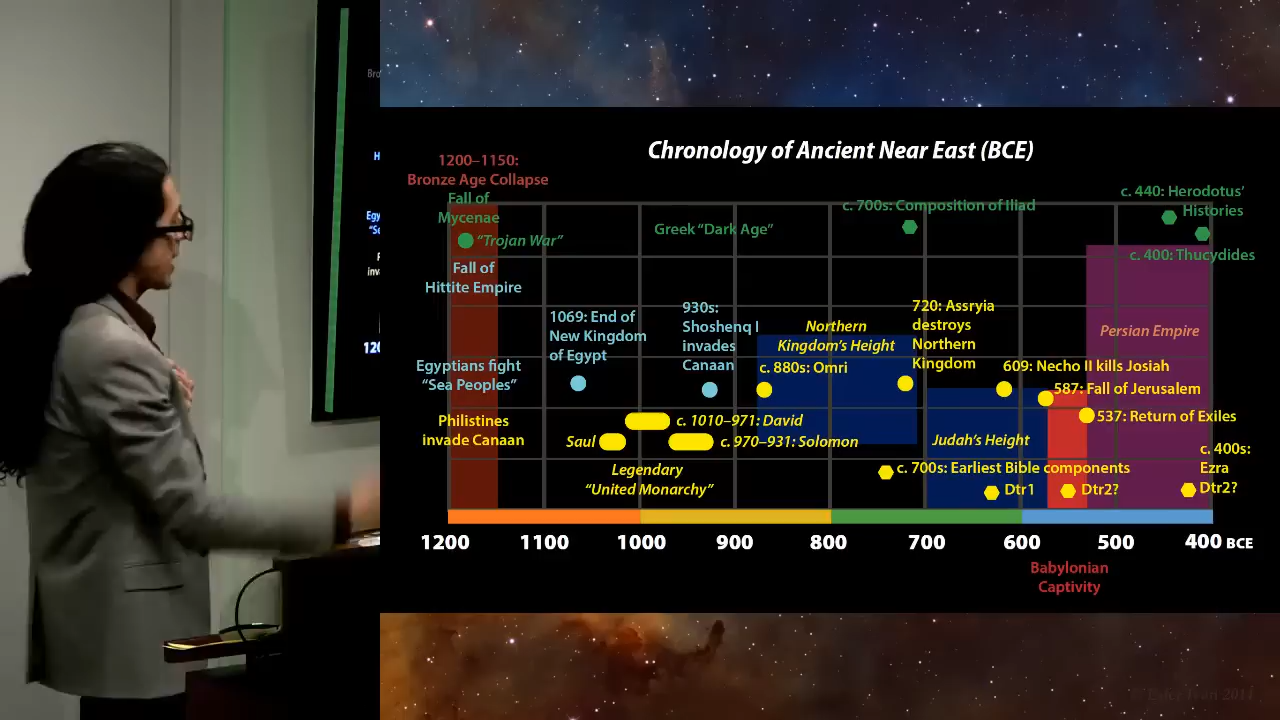 Chronology of Ancient Near East (BCE)
1200–1150:
Bronze Age Collapse
Fall of
Mycenae
"Trojan War"
Greek "Dark Age"
c. 700s: Composition of Iliad
c. 440: Herodotus'
Histories
c. 400: Thucydides
Fall of
Hittite Empire
1069: End of
New Kingdom
of Egypt
930s:
Shoshenq I
invades
Canaan
Northern
Kingdom's Height
c. 880s: Omri
720: Assryia
destroys
Northern
Kingdom
Persian Empire
609: Necho II kills Josiah
587: Fall of Jerusalem
537: Return of Exiles
Egyptians fight
"Sea Peoples"
Philistines
invade Canaan
c. 1010–971: David
Saul
c. 970–931: Solomon
Legendary
"United Monarchy"
Judah's Height
c. 700s: Earliest Bible components
Dtr1
Dtr2?
c. 400s:
Ezra
Dtr2?
1200
1100
1000
900
800
700
600
500
400 BCE
Babylonian
Captivity
Bro
H
Egy
"Sc
inv
120